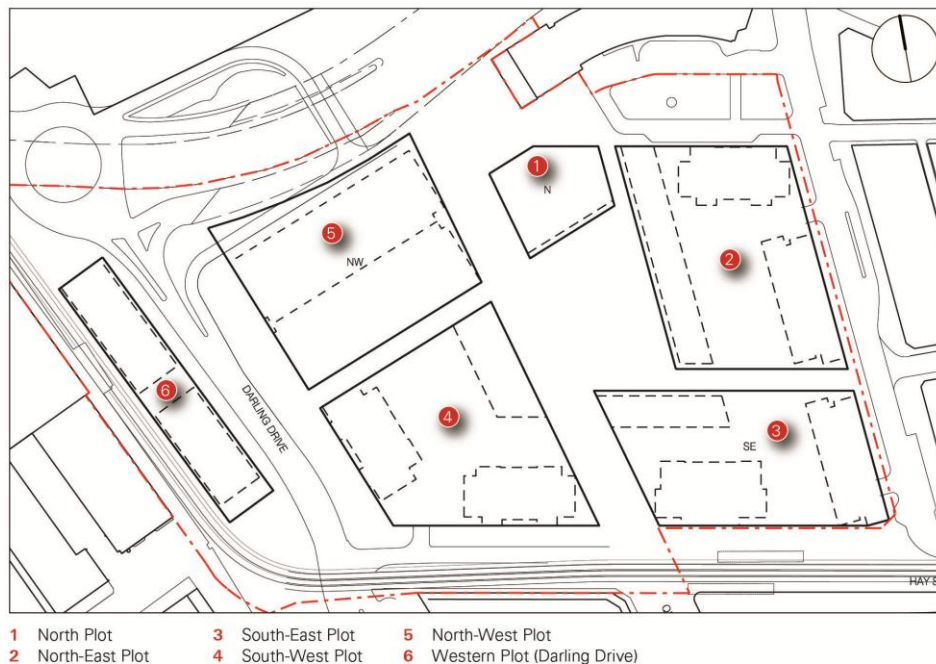 1
N
5
NW
2
6
DARLING DRIVE
4
3
SE
HAY S
1 North Plot 3 South-East Plot 5 North-West Plot
2 North-East Plot 4 South-West Plot 6 Western Plot (Darling Drive)